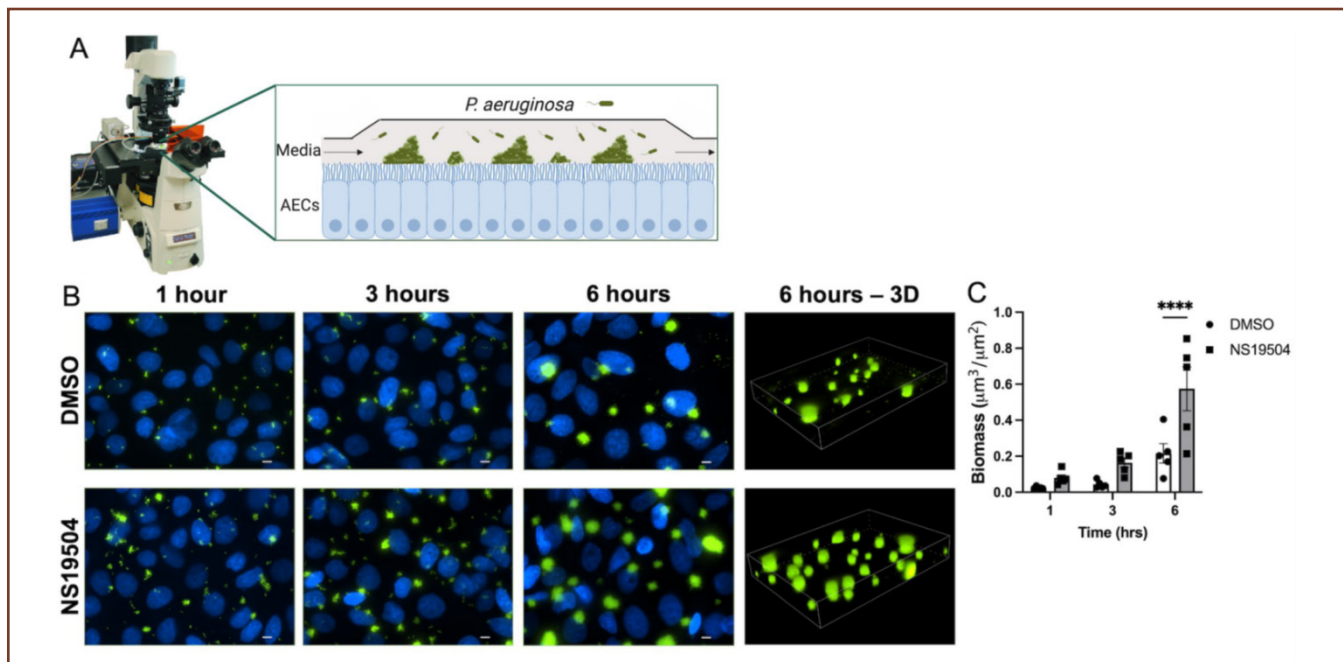 A
P. aeruginosa
Media
AECs
B
1 hour
3 hours
6 hours
6 hours – 3D
DMSO
NS19504
C
****
DMSO
NS19504
Biomass (μm³/μm²)
1.0
0.8
0.6
0.4
0.2
0.0
1
3
6
Time (hrs)